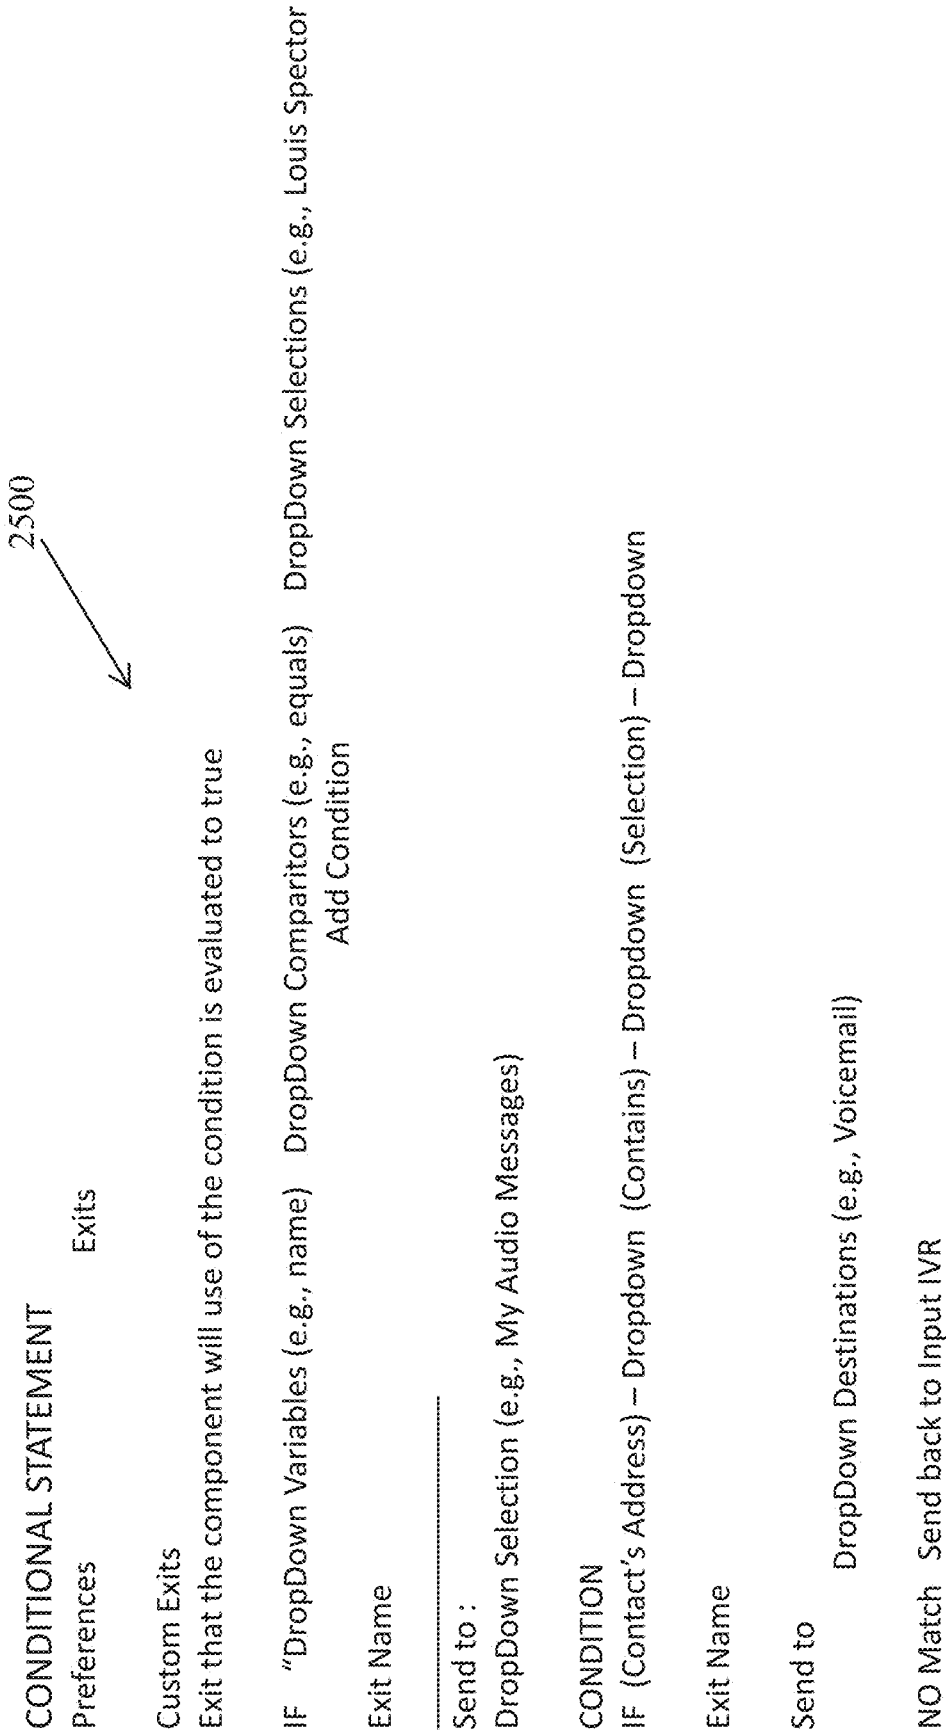 2500
CONDITIONAL STATEMENT
Preferences Exits
Custom Exits
Exit that the component will use of the condition is evaluated to true
IF “DropDown Variables (e.g., name) DropDown Comparitors (e.g., equals) DropDown Selections (e.g., Louis Spector
Add Condition
Exit Name
Send to :
DropDown Selection (e.g., My Audio Messages)
CONDITION
IF (Contact’s Address) – Dropdown (Contains) – Dropdown (Selection) – Dropdown
Exit Name
Send to
DropDown Destinations (e.g., Voicemail)
NO Match Send back to Input IVR